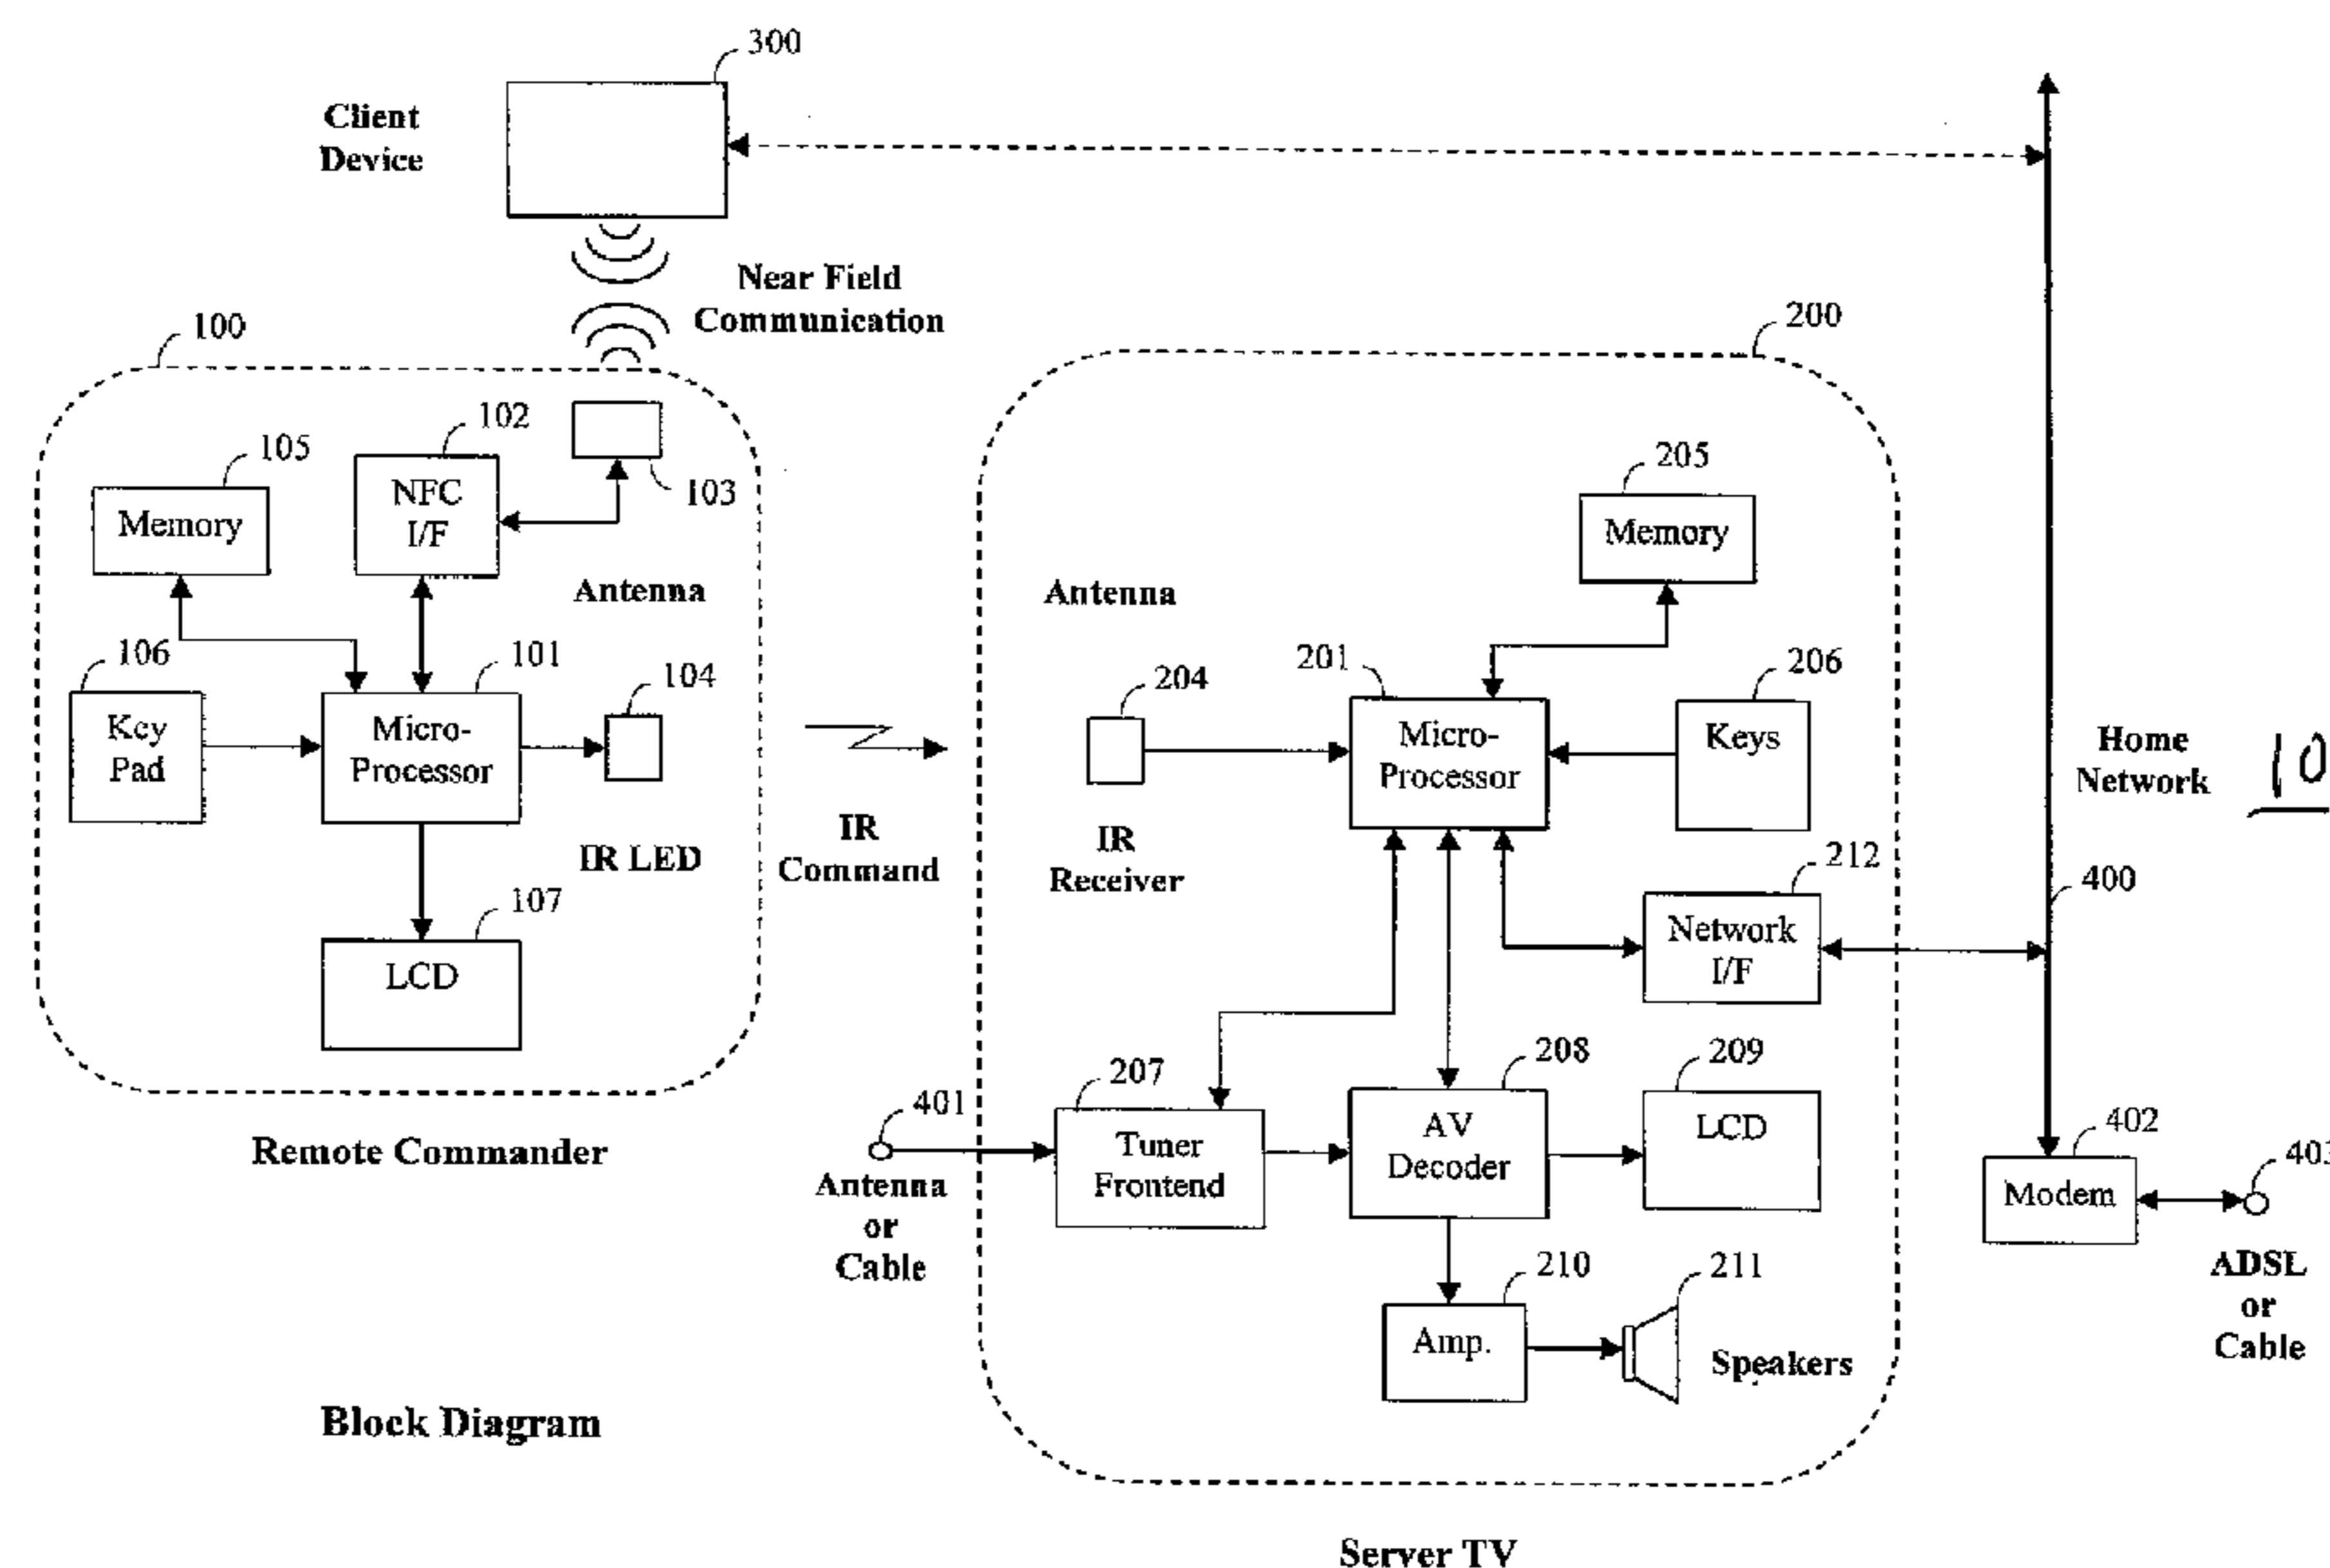 300
Client
Device
Near Field
Communication
100
200
102
105
103
NFC
I/F
Memory
205
Memory
Antenna
Antenna
106
101
104
Key
Pad
Micro-
Processor
IR LED
107
LCD
Remote Commander
IR
Command
204
IR
Receiver
201
Micro-
Processor
206
Keys
212
Network
I/F
Home
Network
10
400
401
Antenna
or
Cable
207
Tuner
Frontend
208
AV
Decoder
209
LCD
210
Amp.
211
Speakers
402
Modem
403
ADSL
or
Cable
Block Diagram
Server TV